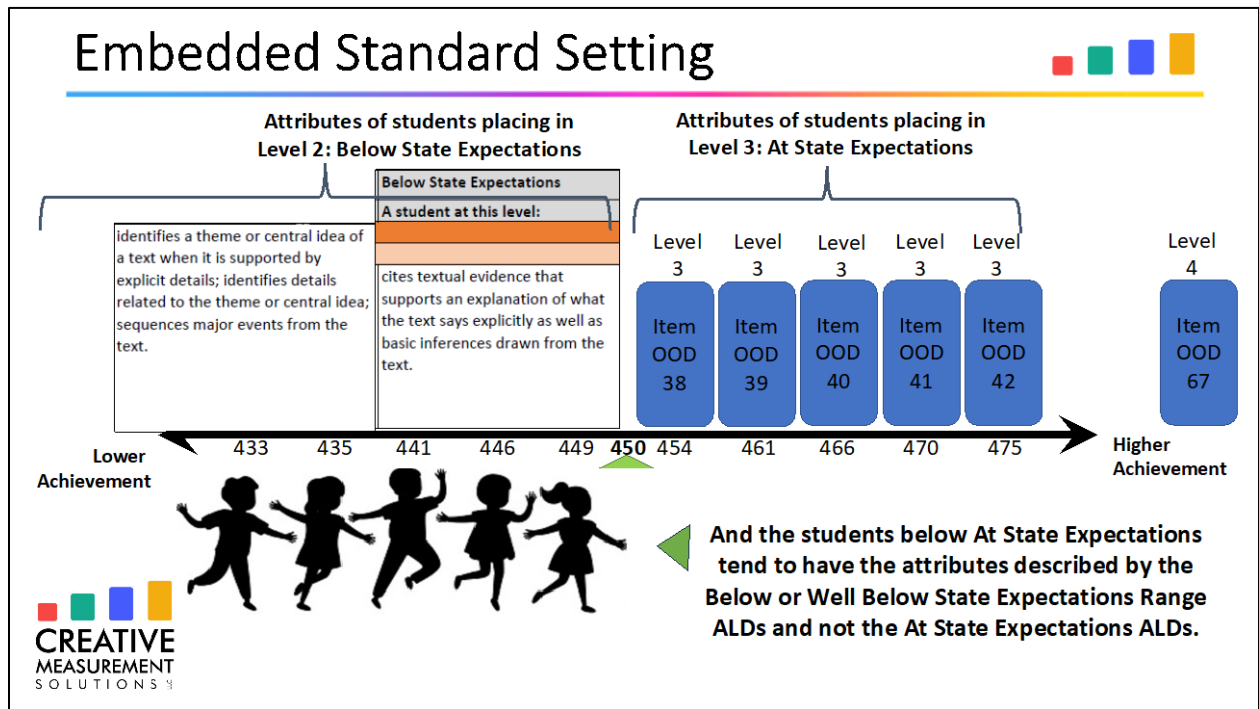 Embedded Standard Setting
Attributes of students placing in
Level 2: Below State Expectations
Attributes of students placing in
Level 3: At State Expectations
Below State Expectations
A student at this level:
identifies a theme or central idea of
a text when it is supported by
explicit details; identifies details
related to the theme or central idea;
sequences major events from the
text.
cites textual evidence that
supports an explanation of what
the text says explicitly as well as
basic inferences drawn from the
text.
Level
3
Level
3
Level
3
Level
3
Level
3
Level
4
Item
OOD
38
Item
OOD
39
Item
OOD
40
Item
OOD
41
Item
OOD
42
Item
OOD
67
433 435 441 446 449 450 454 461 466 470 475
Lower
Achievement
Higher
Achievement
And the students below At State Expectations
tend to have the attributes described by the
Below or Well Below State Expectations Range
ALDs and not the At State Expectations ALDs.
CREATIVE
MEASUREMENT
SOLUTIONS